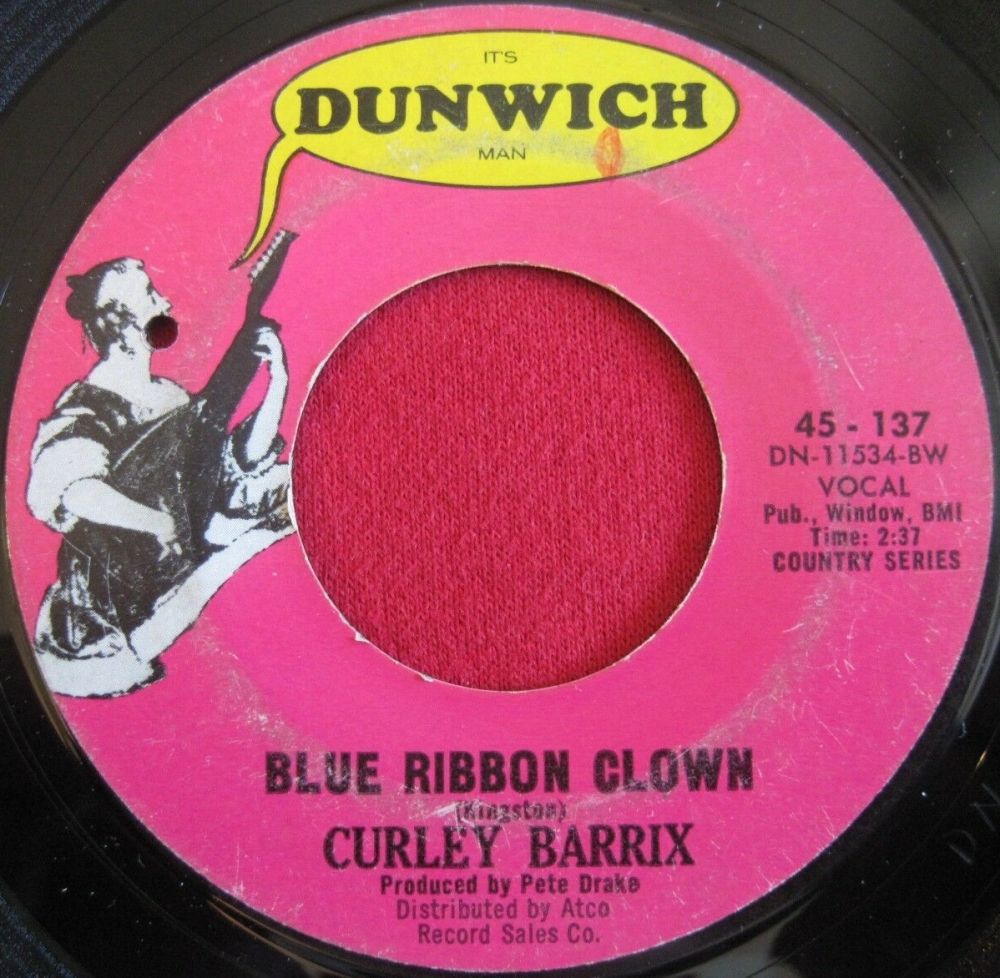 IT'S
DUNWICH
MAN
45 - 137
DN-11534-BW
VOCAL
Pub., Window, BMI
Time: 2:37
COUNTRY SERIES
BLUE RIBBON CLOWN
(Kingston)
CURLEY BARRIX
Produced by Pete Drake
Distributed by Atco
Record Sales Co.